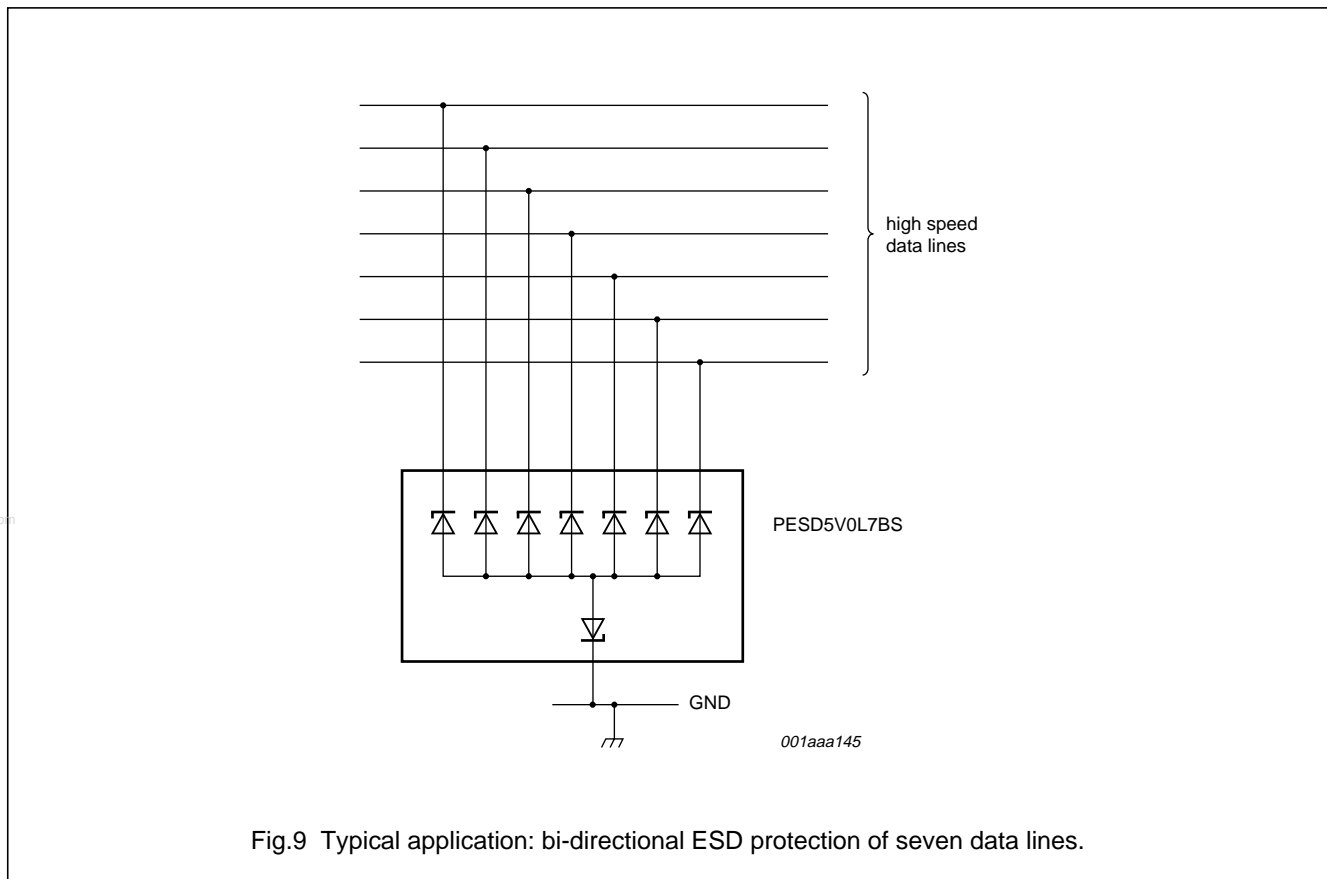 high speed
data lines
PESD5V0L7BS
GND
001aaa145
Fig.9 Typical application: bi-directional ESD protection of seven data lines.